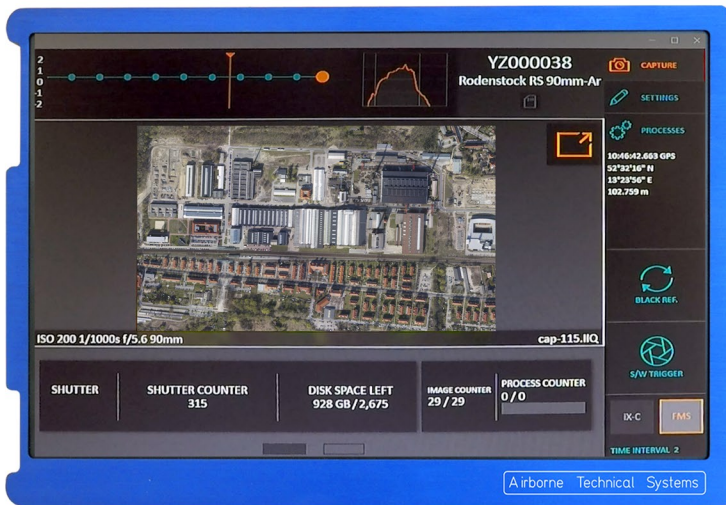 2
1
0
-1
-2
YZ000038
Rodenstock RS 90mm-Ar
CAPTURE
SETTINGS
PROCESSES
10:46:42.663 GPS
52°32'16" N
13°23'56" E
102.759 m
BLACK REF.
S/W TRIGGER
IX-C FMS
TIME INTERVAL 2
ISO 200 1/1000s f/5.6 90mm
cap-115.IIQ
SHUTTER
SHUTTER COUNTER
315
DISK SPACE LEFT
928 GB/2,675
IMAGE COUNTER
29 / 29
PROCESS COUNTER
0 / 0
Airborne Technical Systems